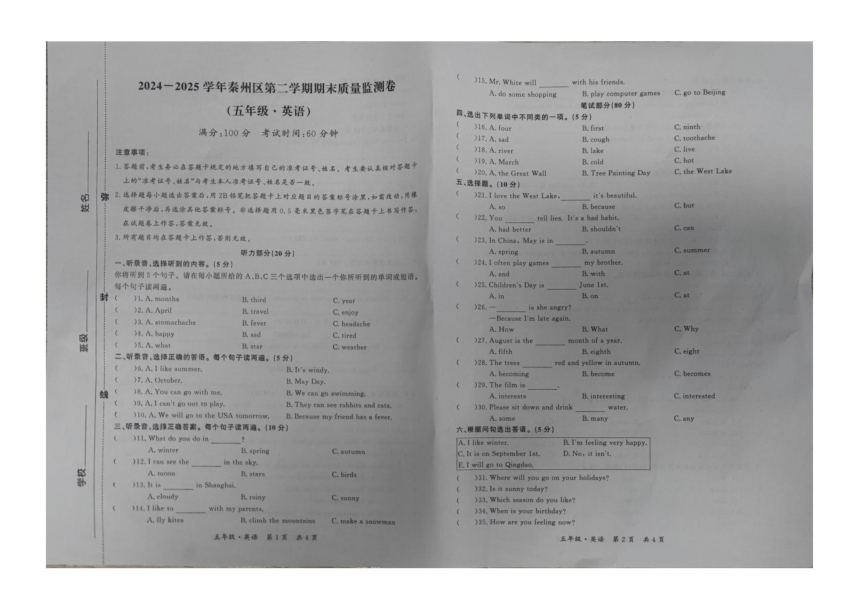 2024－2025 学年秦州区第二学期期末质量监测卷
（五年级·英语）
满分：100 分　考试时间：60 分钟
注意事项：
1. 答题前，考生务必在答题卡规定的地方填写自己的准考证号、姓名。考生要认真核对答题卡
上的“准考证号、姓名”与考生本人准考证号、姓名是否一致。
2. 选择题每小题选出答案后，用 2B 铅笔把答题卡上对应题目的答案标号涂黑，如需改动，用橡
皮擦干净后，再选涂其他答案标号。非选择题用 0.5 毫米黑色签字笔在答题卡上书写作答，
在试题卷上作答，答案无效。
3. 所有题目均在答题卡上作答，否则无效。
听力部分（20 分）
一、听录音，选择听到的内容。（5 分）
你将听到 5 个句子，请在每小题所给的 A、B、C 三个选项中选出一个你所听到的单词或短语。
每个句子读两遍。
(　　)1. A. months　B. third　C. year
(　　)2. A. April　B. travel　C. enjoy
(　　)3. A. stomachache　B. fever　C. headache
(　　)4. A. happy　B. sad　C. tired
(　　)5. A. what　B. star　C. weather
二、听录音，选择正确的答语。每个句子读两遍。（5 分）
(　　)6. A. I like summer.　B. It's windy.
(　　)7. A. October.　B. May Day.
(　　)8. A. You can go with me.　B. We can go swimming.
(　　)9. A. I can't go out to play.　B. They can see rabbits and cats.
(　　)10. A. We will go to the USA tomorrow.　B. Because my friend has a fever.
三、听录音，选择正确答案。每个句子读两遍。（10 分）
(　　)11. What do you do in ______?
A. winter　B. spring　C. autumn
(　　)12. I can see the ______ in the sky.
A. moon　B. stars　C. birds
(　　)13. It is ______ in Shanghai.
A. cloudy　B. rainy　C. sunny
(　　)14. I like to ______ with my parents.
A. fly kites　B. climb the mountains　C. make a snowman
五年级·英语　第 1 页　共 4 页
姓名
班级
学校
弥
封
线
(　　)15. Mr. White will ______ with his friends.
A. do some shopping　B. play computer games　C. go to Beijing
笔试部分（80 分）
四、选出下列单词中不同类的一项。（5 分）
(　　)16. A. four　B. first　C. ninth
(　　)17. A. sad　B. cough　C. toothache
(　　)18. A. river　B. lake　C. live
(　　)19. A. March　B. cold　C. hot
(　　)20. A. the Great Wall　B. Tree Planting Day　C. the West Lake
五、选择题。（10 分）
(　　)21. I love the West Lake, ______ it's beautiful.
A. so　B. because　C. but
(　　)22. You ______ tell lies. It's a bad habit.
A. had better　B. shouldn't　C. can
(　　)23. In China, May is in ______.
A. spring　B. autumn　C. summer
(　　)24. I often play games ______ my brother.
A. and　B. with　C. at
(　　)25. Children's Day is ______ June 1st.
A. in　B. on　C. at
(　　)26. — ______ is she angry?
—Because I'm late again.
A. How　B. What　C. Why
(　　)27. August is the ______ month of a year.
A. fifth　B. eighth　C. eight
(　　)28. The trees ______ red and yellow in autumn.
A. becoming　B. become　C. becomes
(　　)29. The film is ______.
A. interests　B. interesting　C. interested
(　　)30. Please sit down and drink ______ water.
A. some　B. many　C. any
六、根据问句选出答语。（5 分）
A. I like winter.　B. I'm feeling very happy.
C. It is on September 1st.　D. No, it isn't.
E. I will go to Qingdao.
(　　)31. Where will you go on your holidays?
(　　)32. Is it sunny today?
(　　)33. Which season do you like?
(　　)34. When is your birthday?
(　　)35. How are you feeling now?
五年级·英语　第 2 页　共 4 页